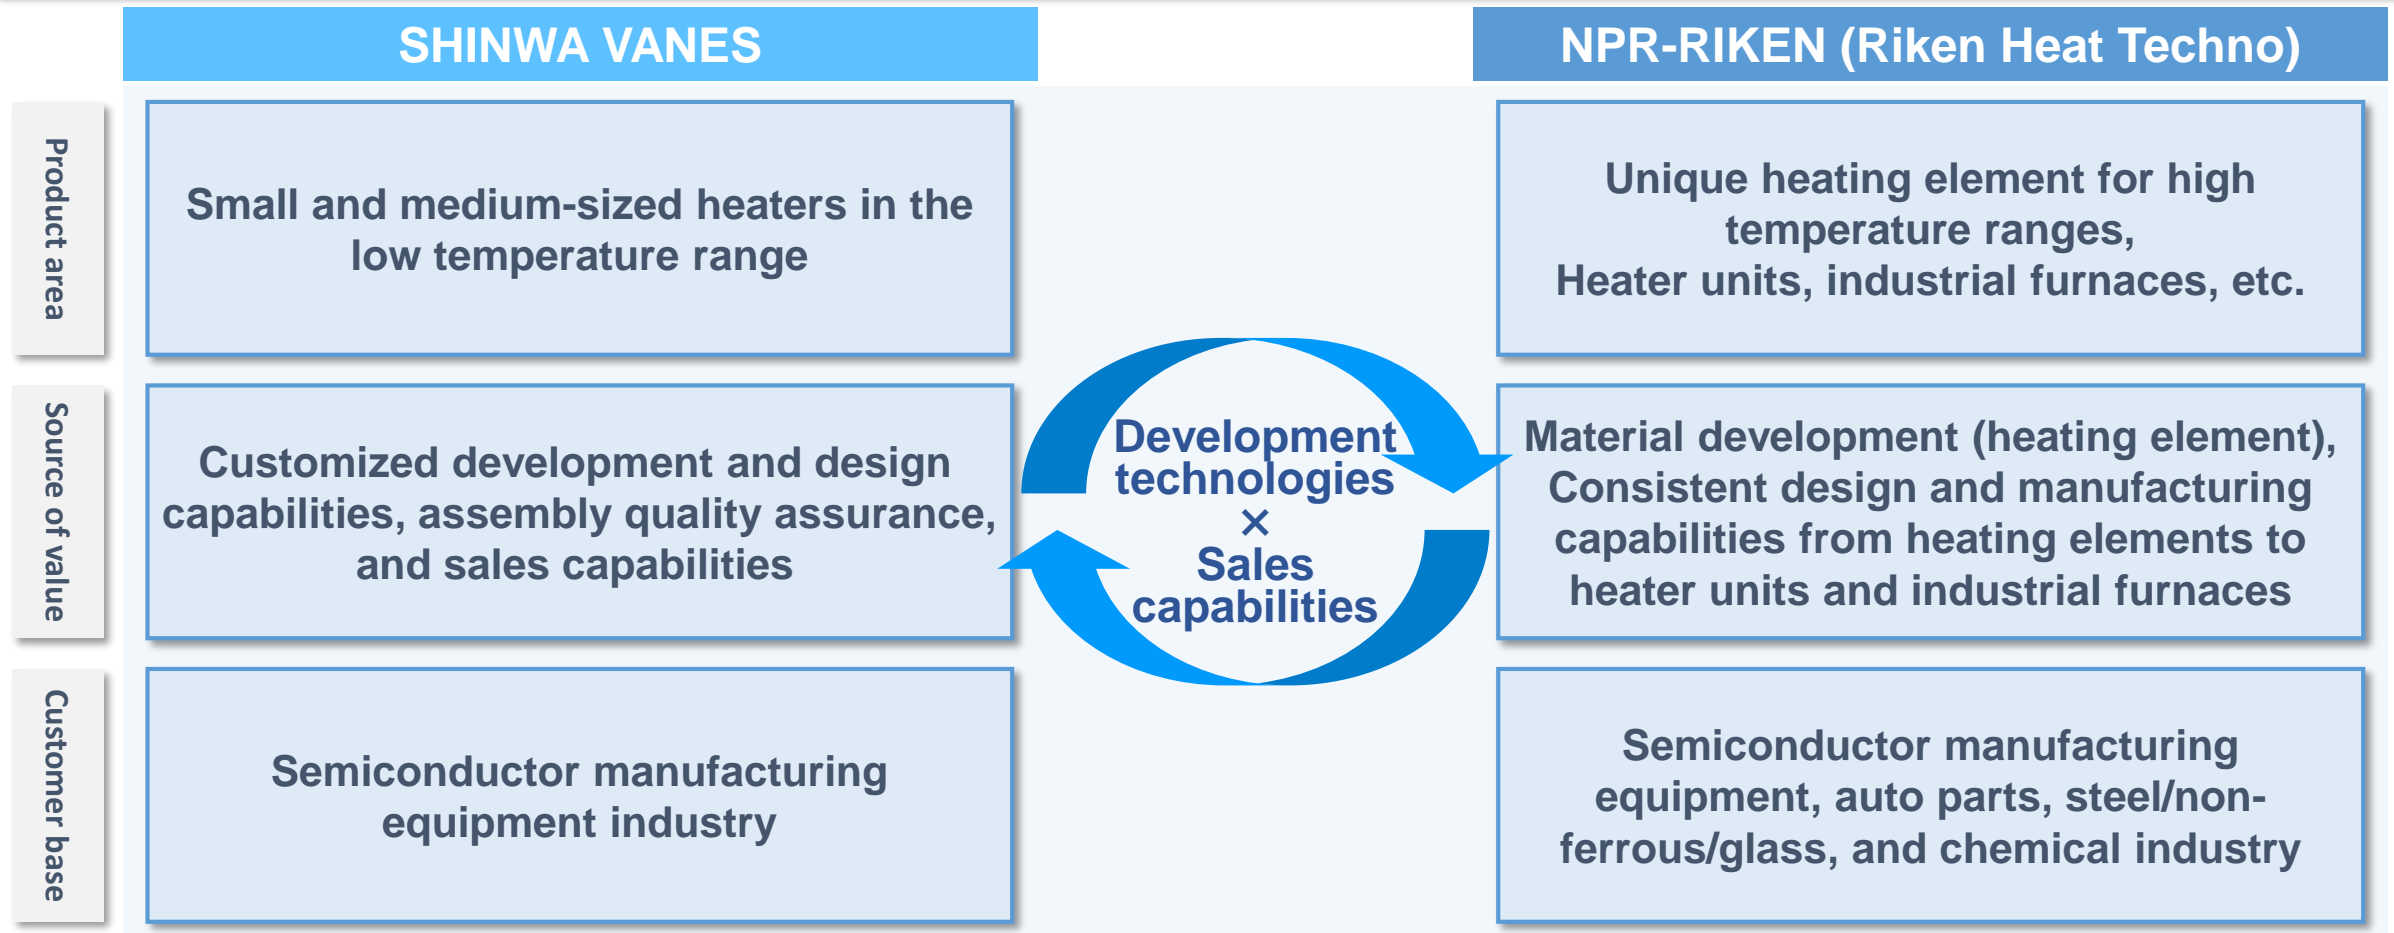 SHINWA VANES
NPR-RIKEN (Riken Heat Techno)
Product area
Small and medium-sized heaters in the
low temperature range
Unique heating element for high
temperature ranges,
Heater units, industrial furnaces, etc.
Source of value
Customized development and design
capabilities, assembly quality assurance,
and sales capabilities
Development
technologies
×
Sales
capabilities
Material development (heating element),
Consistent design and manufacturing
capabilities from heating elements to
heater units and industrial furnaces
Customer base
Semiconductor manufacturing
equipment industry
Semiconductor manufacturing
equipment, auto parts, steel/non-
ferrous/glass, and chemical industry